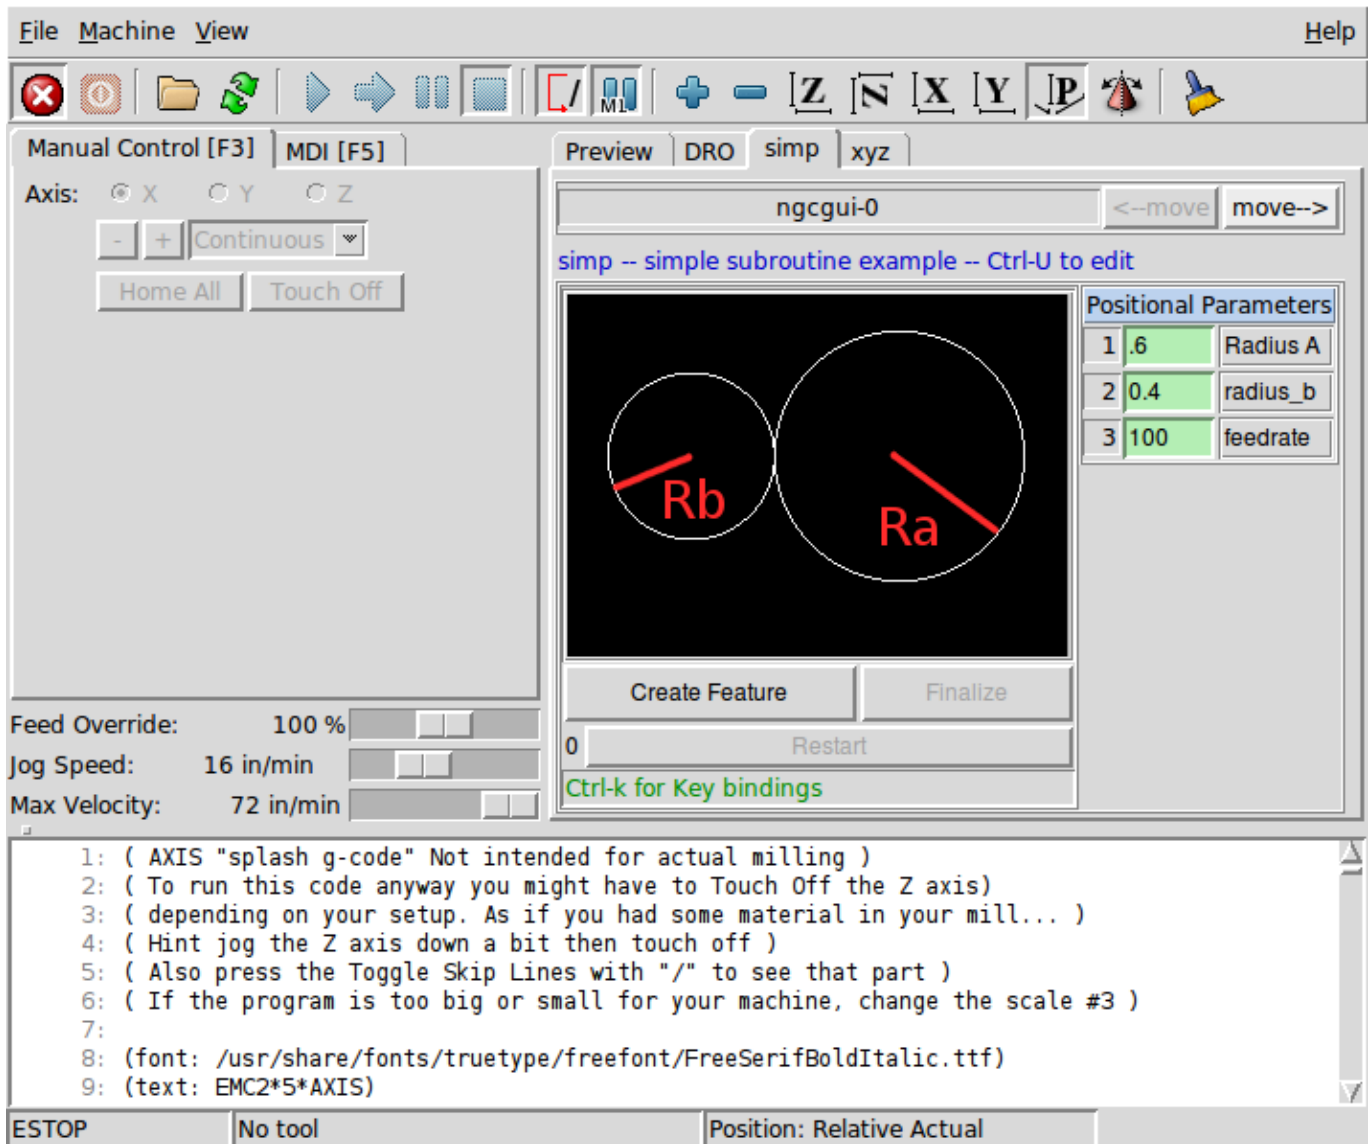 File Machine View Help
M1 Z N X Y P
Manual Control [F3] MDI [F5]
Preview DRO simp xyz
Axis: X Y Z
- + Continuous
Home All Touch Off
ngcgui-0 <--move move-->
simp -- simple subroutine example -- Ctrl-U to edit
Rb
Ra
Positional Parameters
1 .6 Radius A
2 0.4 radius_b
3 100 feedrate
Create Feature Finalize
0 Restart
Ctrl-k for Key bindings
Feed Override: 100 %
Jog Speed: 16 in/min
Max Velocity: 72 in/min
1: ( AXIS "splash g-code" Not intended for actual milling )
2: ( To run this code anyway you might have to Touch Off the Z axis)
3: ( depending on your setup. As if you had some material in your mill... )
4: ( Hint jog the Z axis down a bit then touch off )
5: ( Also press the Toggle Skip Lines with "/" to see that part )
6: ( If the program is too big or small for your machine, change the scale #3 )
7:
8: (font: /usr/share/fonts/truetype/freefont/FreeSerifBoldItalic.ttf)
9: (text: EMC2*5*AXIS)
ESTOP No tool Position: Relative Actual